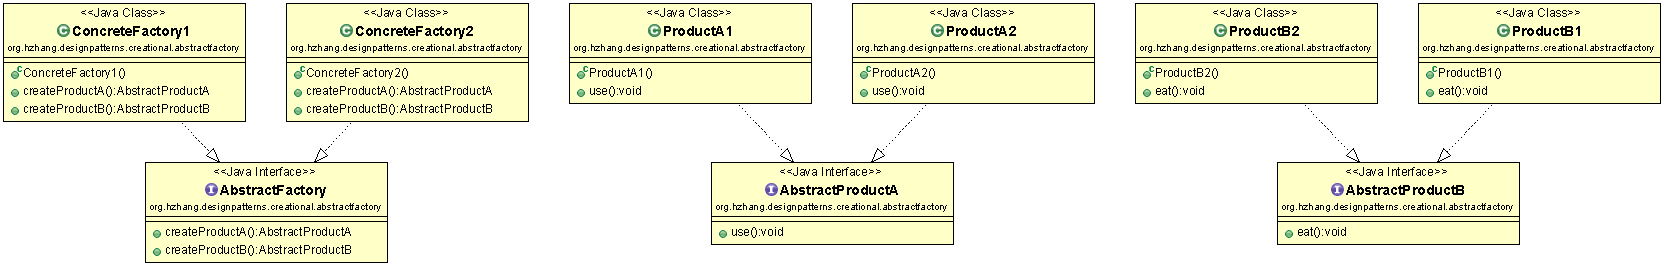 <<Java Class>>
ConcreteFactory1
org.hzhang.designpatterns.creational.abstractfactory
ConcreteFactory1()
createProductA():AbstractProductA
createProductB():AbstractProductB
<<Java Class>>
ConcreteFactory2
org.hzhang.designpatterns.creational.abstractfactory
ConcreteFactory2()
createProductA():AbstractProductA
createProductB():AbstractProductB
<<Java Class>>
ProductA1
org.hzhang.designpatterns.creational.abstractfactory
ProductA1()
use():void
<<Java Class>>
ProductA2
org.hzhang.designpatterns.creational.abstractfactory
ProductA2()
use():void
<<Java Class>>
ProductB2
org.hzhang.designpatterns.creational.abstractfactory
ProductB2()
eat():void
<<Java Class>>
ProductB1
org.hzhang.designpatterns.creational.abstractfactory
ProductB1()
eat():void
<<Java Interface>>
AbstractFactory
org.hzhang.designpatterns.creational.abstractfactory
createProductA():AbstractProductA
createProductB():AbstractProductB
<<Java Interface>>
AbstractProductA
org.hzhang.designpatterns.creational.abstractfactory
use():void
<<Java Interface>>
AbstractProductB
org.hzhang.designpatterns.creational.abstractfactory
eat():void